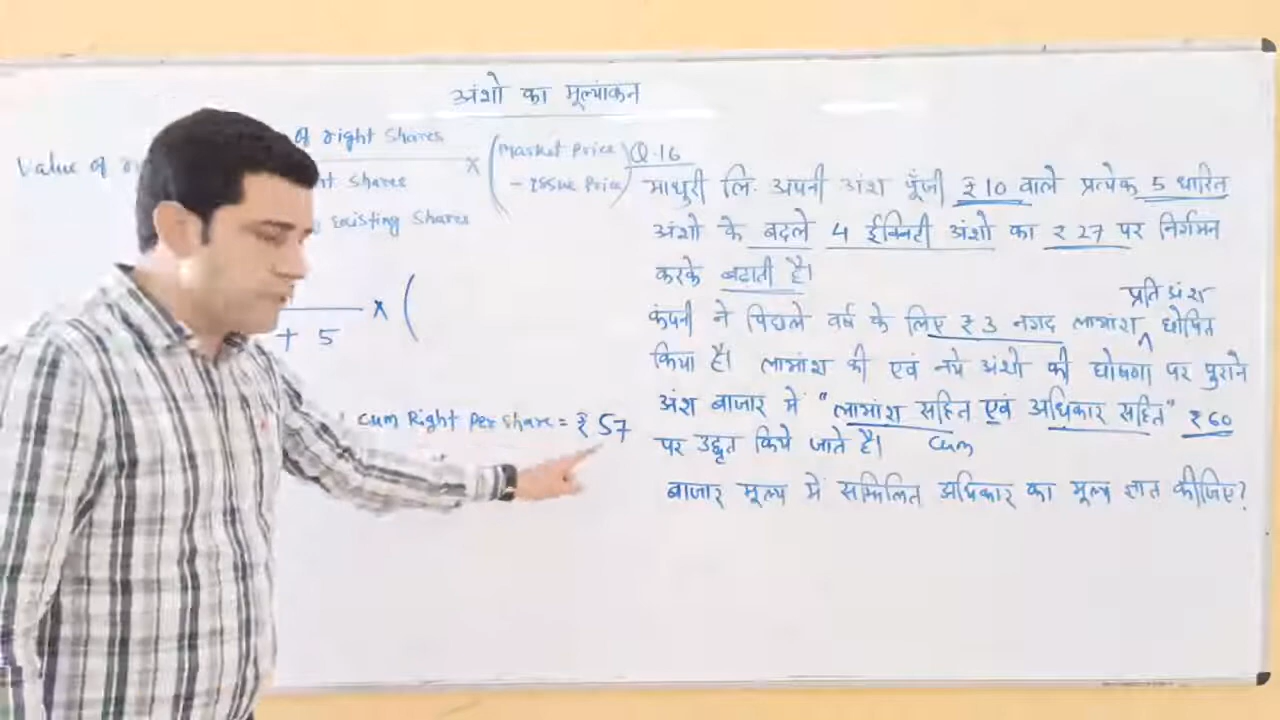 अंशो का मूल्यांकन
Value of
of right Shares
× (Market Price
- Issue Price)
ht Shares
Existing Shares
× (
+ 5
Cum Right Per Share = ₹ 57
Q.16
माधुरी लि. अपनी अंश पूँजी ₹10 वाले प्रत्येक 5 धारित
अंशो के बदले 4 ईक्विटी अंशो का ₹ 27 पर निर्गमन
करके बढाती है।
प्रति अंश
कंपनी ने पिछले वर्ष के लिए ₹ 3 नगद लाभांश ^ घोषित
किया है। लाभांश की एवं नये अंशो की घोषणा पर पुराने
अंश बाजार में "लाभांश सहित एवं अधिकार सहित" ₹60
पर उद्धृत किये जाते है। Cum
बाजार मूल्य में सम्मिलित अधिकार का मूल्य ज्ञात कीजिए?